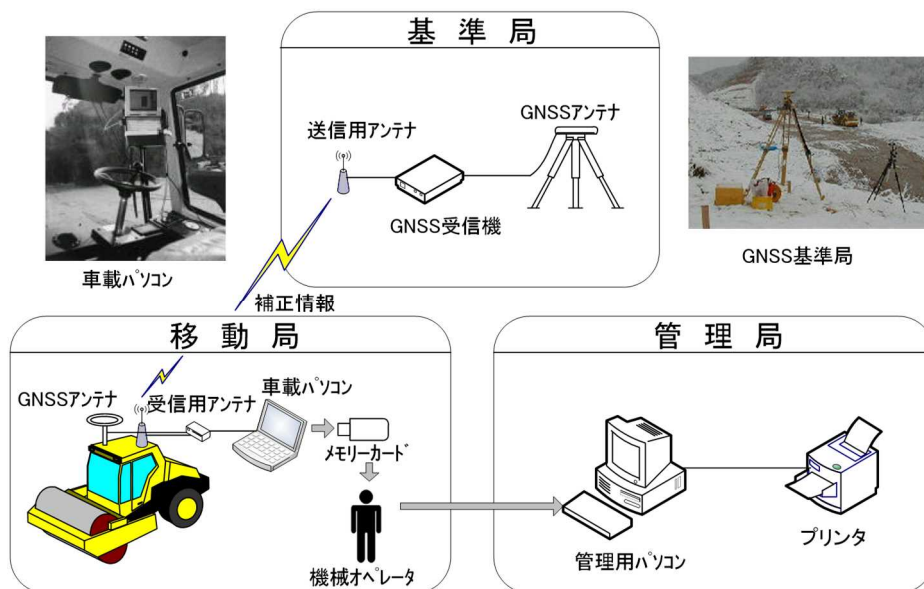 基準局
送信用アンテナ
GNSSアンテナ
GNSS受信機
車載パソコン
GNSS基準局
補正情報
移動局
GNSSアンテナ
受信用アンテナ
車載パソコン
メモリーカード
機械オペレータ
管理局
管理用パソコン
プリンタ